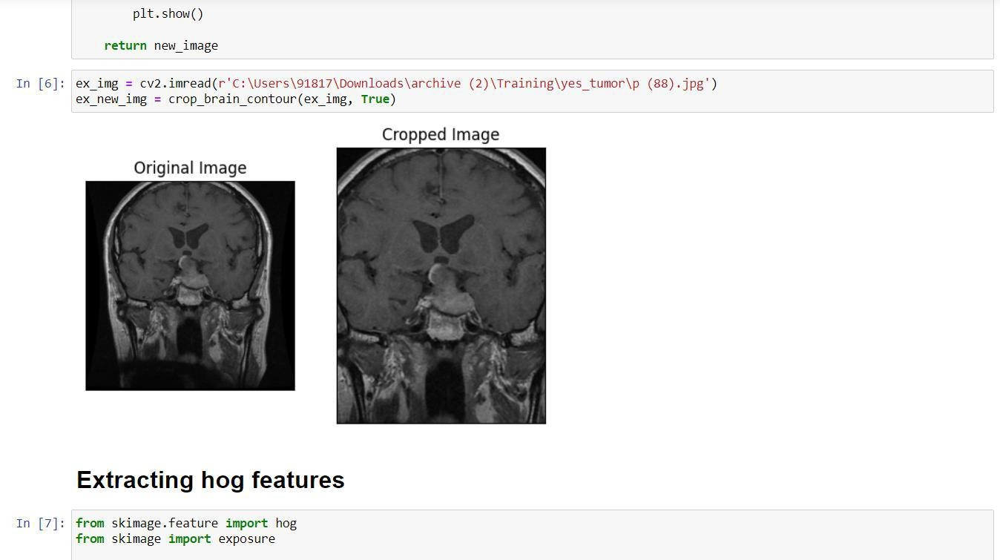 plt.show()
return new_image
In [6]: ex_img = cv2.imread(r'C:\Users\91817\Downloads\archive (2)\Training\yes_tumor\p (88).jpg')
ex_new_img = crop_brain_contour(ex_img, True)
Cropped Image
Original Image
Extracting hog features
In [7]: from skimage.feature import hog
from skimage import exposure